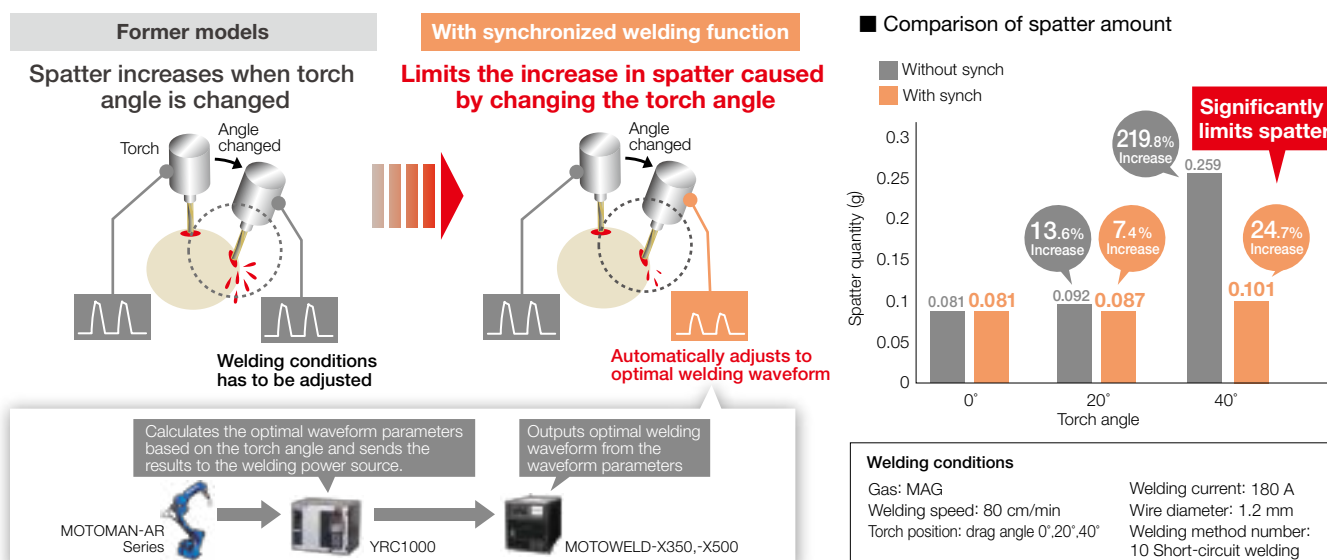 Former models
Spatter increases when torch
angle is changed
Torch
Angle
changed
Welding conditions
has to be adjusted
With synchronized welding function
Limits the increase in spatter caused
by changing the torch angle
Angle
changed
Automatically adjusts to
optimal welding waveform
Calculates the optimal waveform parameters
based on the torch angle and sends the
results to the welding power source.
Outputs optimal welding
waveform from the
waveform parameters
MOTOMAN-AR
Series
YRC1000
MOTOWELD-X350,-X500
■ Comparison of spatter amount
Without synch
With synch
Significantly
limits spatter
Spatter quantity (g)
0.3
0.25
0.2
0.15
0.1
0.05
0
0.081
0.081
13.6%
Increase
0.092
7.4%
Increase
0.087
219.8%
Increase
0.259
24.7%
Increase
0.101
0°
20°
40°
Torch angle
Welding conditions
Gas: MAG
Welding speed: 80 cm/min
Torch position: drag angle 0°,20°,40°
Welding current: 180 A
Wire diameter: 1.2 mm
Welding method number:
10 Short-circuit welding